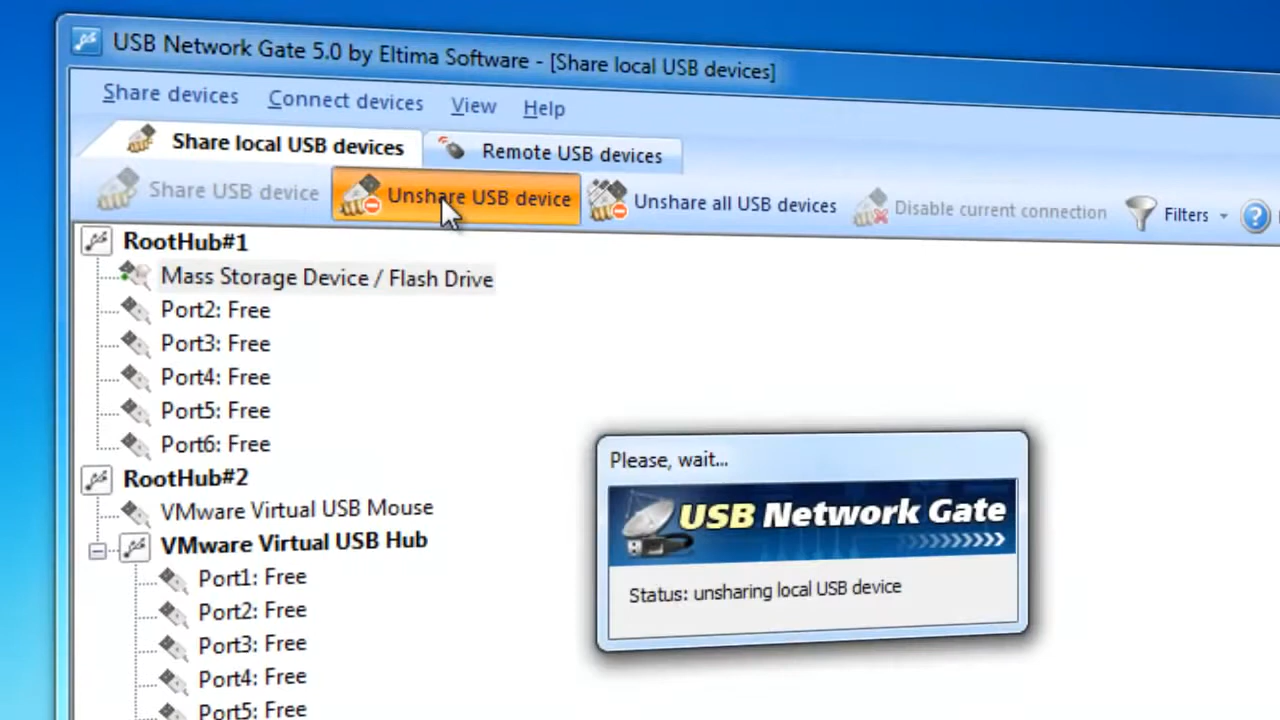 USB Network Gate 5.0 by Eltima Software - [Share local USB devices]
Share devices Connect devices View Help
Share local USB devices Remote USB devices
Share USB device Unshare USB device Unshare all USB devices Disable current connection Filters ?
RootHub#1
Mass Storage Device / Flash Drive
Port2: Free
Port3: Free
Port4: Free
Port5: Free
Port6: Free
RootHub#2
VMware Virtual USB Mouse
VMware Virtual USB Hub
Port1: Free
Port2: Free
Port3: Free
Port4: Free
Port5: Free
Please, wait...
USB Network Gate
Status: unsharing local USB device